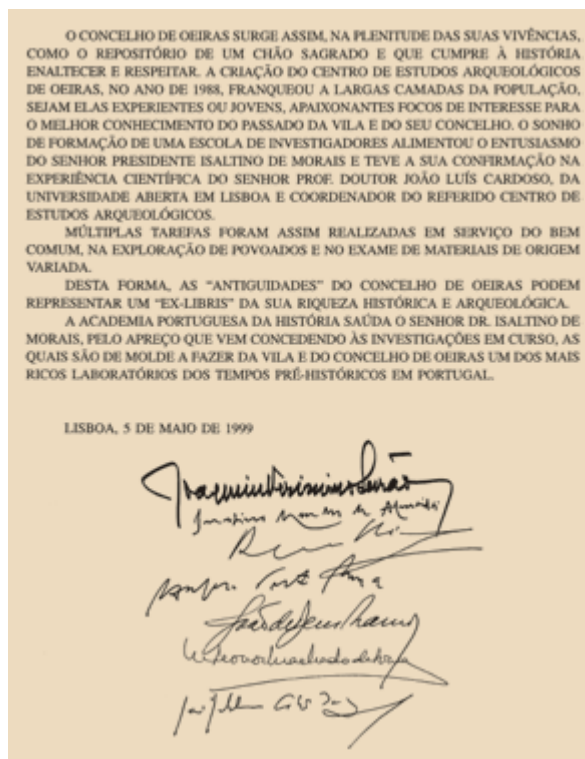 O CONCELHO DE OEIRAS SURGE ASSIM, NA PLENITUDE DAS SUAS VIVÊNCIAS,
COMO O REPOSITÓRIO DE UM CHÃO SAGRADO E QUE CUMPRE À HISTÓRIA
ENALTECER E RESPEITAR. A CRIAÇÃO DO CENTRO DE ESTUDOS ARQUEOLÓGICOS
DE OEIRAS, NO ANO DE 1988, FRANQUEOU A LARGAS CAMADAS DA POPULAÇÃO,
SEJAM ELAS EXPERIENTES OU JOVENS, APAIXONANTES FOCOS DE INTERESSE PARA
O MELHOR CONHECIMENTO DO PASSADO DA VILA E DO SEU CONCELHO. O SONHO
DE FORMAÇÃO DE UMA ESCOLA DE INVESTIGADORES ALIMENTOU O ENTUSIASMO
DO SENHOR PRESIDENTE ISALTINO DE MORAIS E TEVE A SUA CONFIRMAÇÃO NA
EXPERIÊNCIA CIENTÍFICA DO SENHOR PROF. DOUTOR JOÃO LUÍS CARDOSO, DA
UNIVERSIDADE ABERTA EM LISBOA E COORDENADOR DO REFERIDO CENTRO DE
ESTUDOS ARQUEOLÓGICOS.
MÚLTIPLAS TAREFAS FORAM ASSIM REALIZADAS EM SERVIÇO DO BEM
COMUM, NA EXPLORAÇÃO DE POVOADOS E NO EXAME DE MATERIAIS DE ORIGEM
VARIADA.
DESTA FORMA, AS “ANTIGUIDADES” DO CONCELHO DE OEIRAS PODEM
REPRESENTAR UM “EX-LIBRIS” DA SUA RIQUEZA HISTÓRICA E ARQUEOLÓGICA.
A ACADEMIA PORTUGUESA DA HISTÓRIA SAÚDA O SENHOR DR. ISALTINO DE
MORAIS, PELO APREÇO QUE VEM CONCEDENDO ÀS INVESTIGAÇÕES EM CURSO, AS
QUAIS SÃO DE MOLDE A FAZER DA VILA E DO CONCELHO DE OEIRAS UM DOS MAIS
RICOS LABORATÓRIOS DOS TEMPOS PRÉ-HISTÓRICOS EM PORTUGAL.
LISBOA, 5 DE MAIO DE 1999
Joaquim Veríssimo Serrão